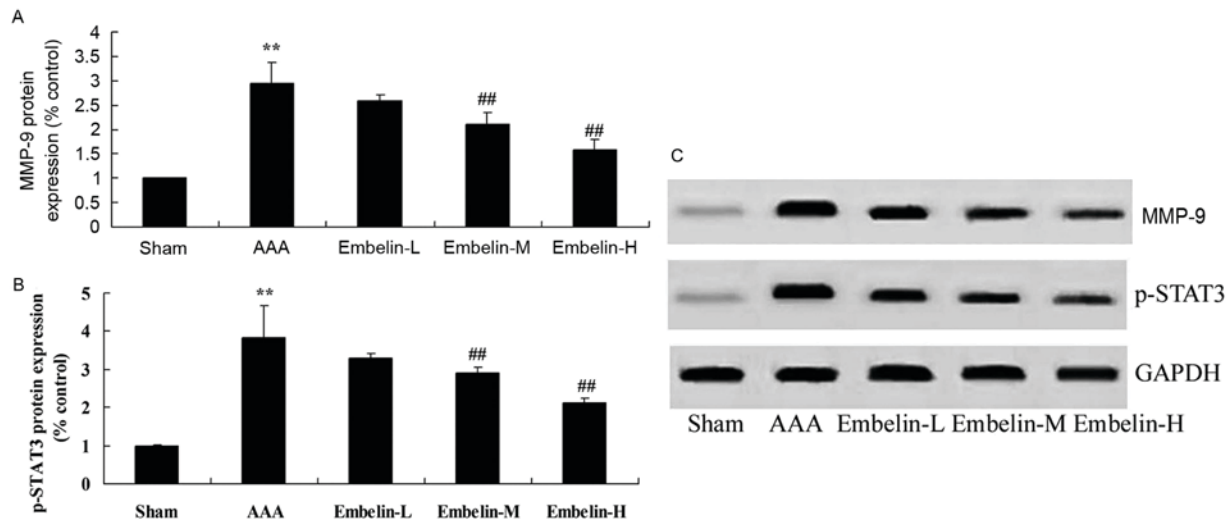 A
MMP-9 protein
expression (% control)
4
3.5
3
2.5
2
1.5
1
0.5
0
**
##
##
Sham AAA Embelin-L Embelin-M Embelin-H
B
p-STAT3 protein expression
(% control)
5
4
3
2
1
0
**
##
##
Sham AAA Embelin-L Embelin-M Embelin-H
C
MMP-9
p-STAT3
GAPDH
Sham AAA Embelin-L Embelin-M Embelin-H